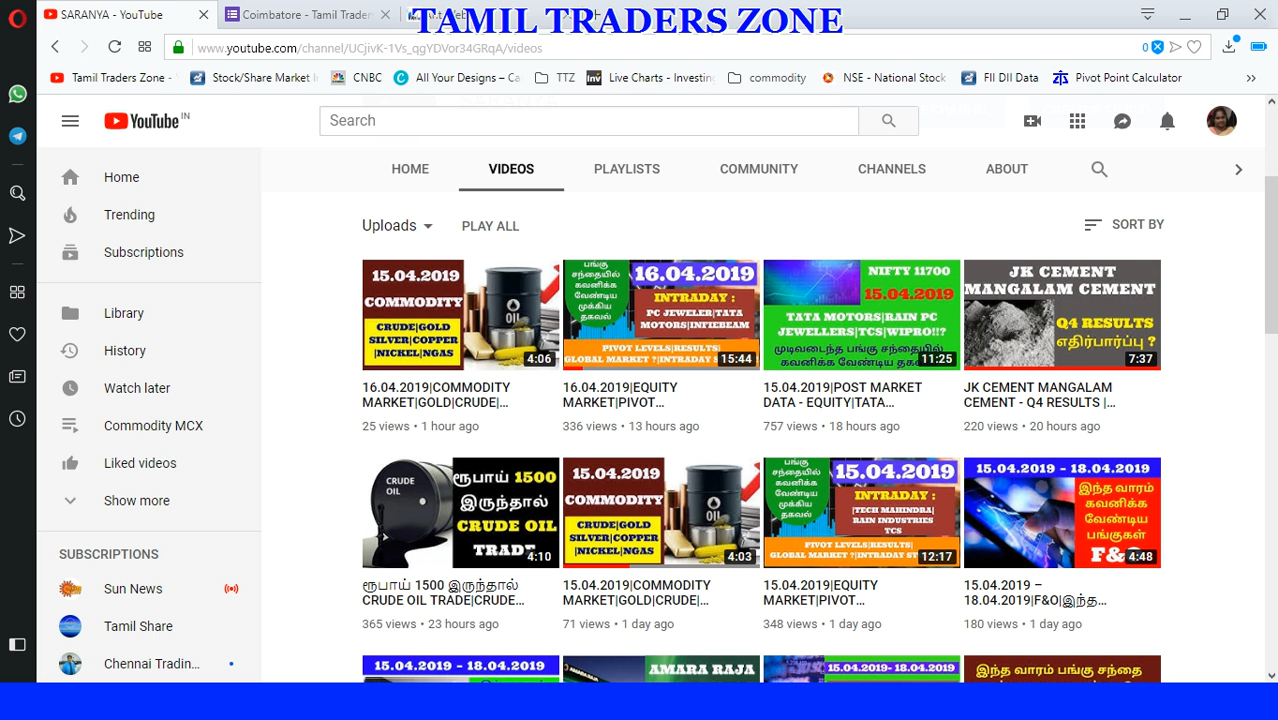 SARANYA - YouTube
Coimbatore - Tamil Trader
TAMIL TRADERS ZONE
www.youtube.com/channel/UCjivK-1Vs_qgYDVor34GRqA/videos
0
Tamil Traders Zone -
Stock/Share Market I
CNBC
All Your Designs – Ca
TTZ
Inv
Live Charts - Investing
commodity
NSE - National Stock
FII DII Data
Pivot Point Calculator
YouTube IN
Search
HOME
VIDEOS
PLAYLISTS
COMMUNITY
CHANNELS
ABOUT
Home
Trending
Subscriptions
Library
History
Watch later
Commodity MCX
Liked videos
Show more
SUBSCRIPTIONS
Sun News
Tamil Share
Chennai Tradin...
Uploads
PLAY ALL
SORT BY
15.04.2019
COMMODITY
CRUDE|GOLD
SILVER|COPPER
|NICKEL|NGAS
OIL
4:06
16.04.2019|COMMODITY
MARKET|GOLD|CRUDE|...
25 views • 1 hour ago
பங்கு
சந்தையில்
கவனிக்க
வேண்டிய
முக்கிய
தகவல்
16.04.2019
INTRADAY :
PC JEWELER|TATA
MOTORS|INFIEBEAM
PIVOT LEVELS|RESULTS|
GLOBAL MARKET ?|INTRADAY S
15:44
16.04.2019|EQUITY
MARKET|PIVOT...
336 views • 13 hours ago
NIFTY 11700
15.04.2019
TATA MOTORS|RAIN PC
JEWELLERS|TCS|WIPRO!!?
முடிவடைந்த பங்கு சந்தையில்
கவனிக்க வேண்டிய தக
11:25
15.04.2019|POST MARKET
DATA - EQUITY|TATA...
757 views • 18 hours ago
JK CEMENT
MANGALAM CEMENT
Q4 RESULTS
எதிர்பார்ப்பு ?
7:37
JK CEMENT MANGALAM
CEMENT - Q4 RESULTS |...
220 views • 20 hours ago
CRUDE
OIL
ரூபாய் 1500
இருந்தால்
CRUDE OIL
TRADE
4:10
ரூபாய் 1500 இருந்தால்
CRUDE OIL TRADE|CRUDE...
365 views • 23 hours ago
15.04.2019
COMMODITY
CRUDE|GOLD
SILVER|COPPER
|NICKEL|NGAS
OIL
4:03
15.04.2019|COMMODITY
MARKET|GOLD|CRUDE|...
71 views • 1 day ago
பங்கு
சந்தையில்
கவனிக்க
வேண்டிய
முக்கிய
தகவல்
15.04.2019
INTRADAY :
|TECH MAHINDRA|
RAIN INDUSTRIES
TCS
PIVOT LEVELS|RESULTS|
GLOBAL MARKET ?|INTRADAY ST
12:17
15.04.2019|EQUITY
MARKET|PIVOT...
348 views • 1 day ago
15.04.2019 - 18.04.2019
இந்த வாரம்
கவனிக்க
வேண்டிய
பங்குகள்
F&O
4:48
15.04.2019 –
18.04.2019|F&O|இந்த...
180 views • 1 day ago
15.04.2019 - 18.04.2019
AMARA RAJA
15.04.2019- 18.04.2019
இந்த வாரம் பங்கு சந்தை